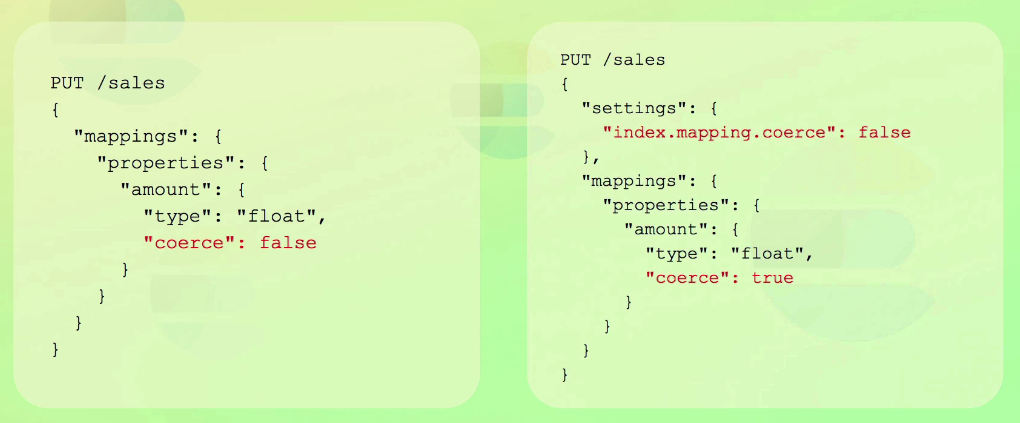 PUT /sales
{
  "mappings": {
    "properties": {
      "amount": {
        "type": "float",
        "coerce": false
      }
    }
  }
}
PUT /sales
{
  "settings": {
    "index.mapping.coerce": false
  },
  "mappings": {
    "properties": {
      "amount": {
        "type": "float",
        "coerce": true
      }
    }
  }
}